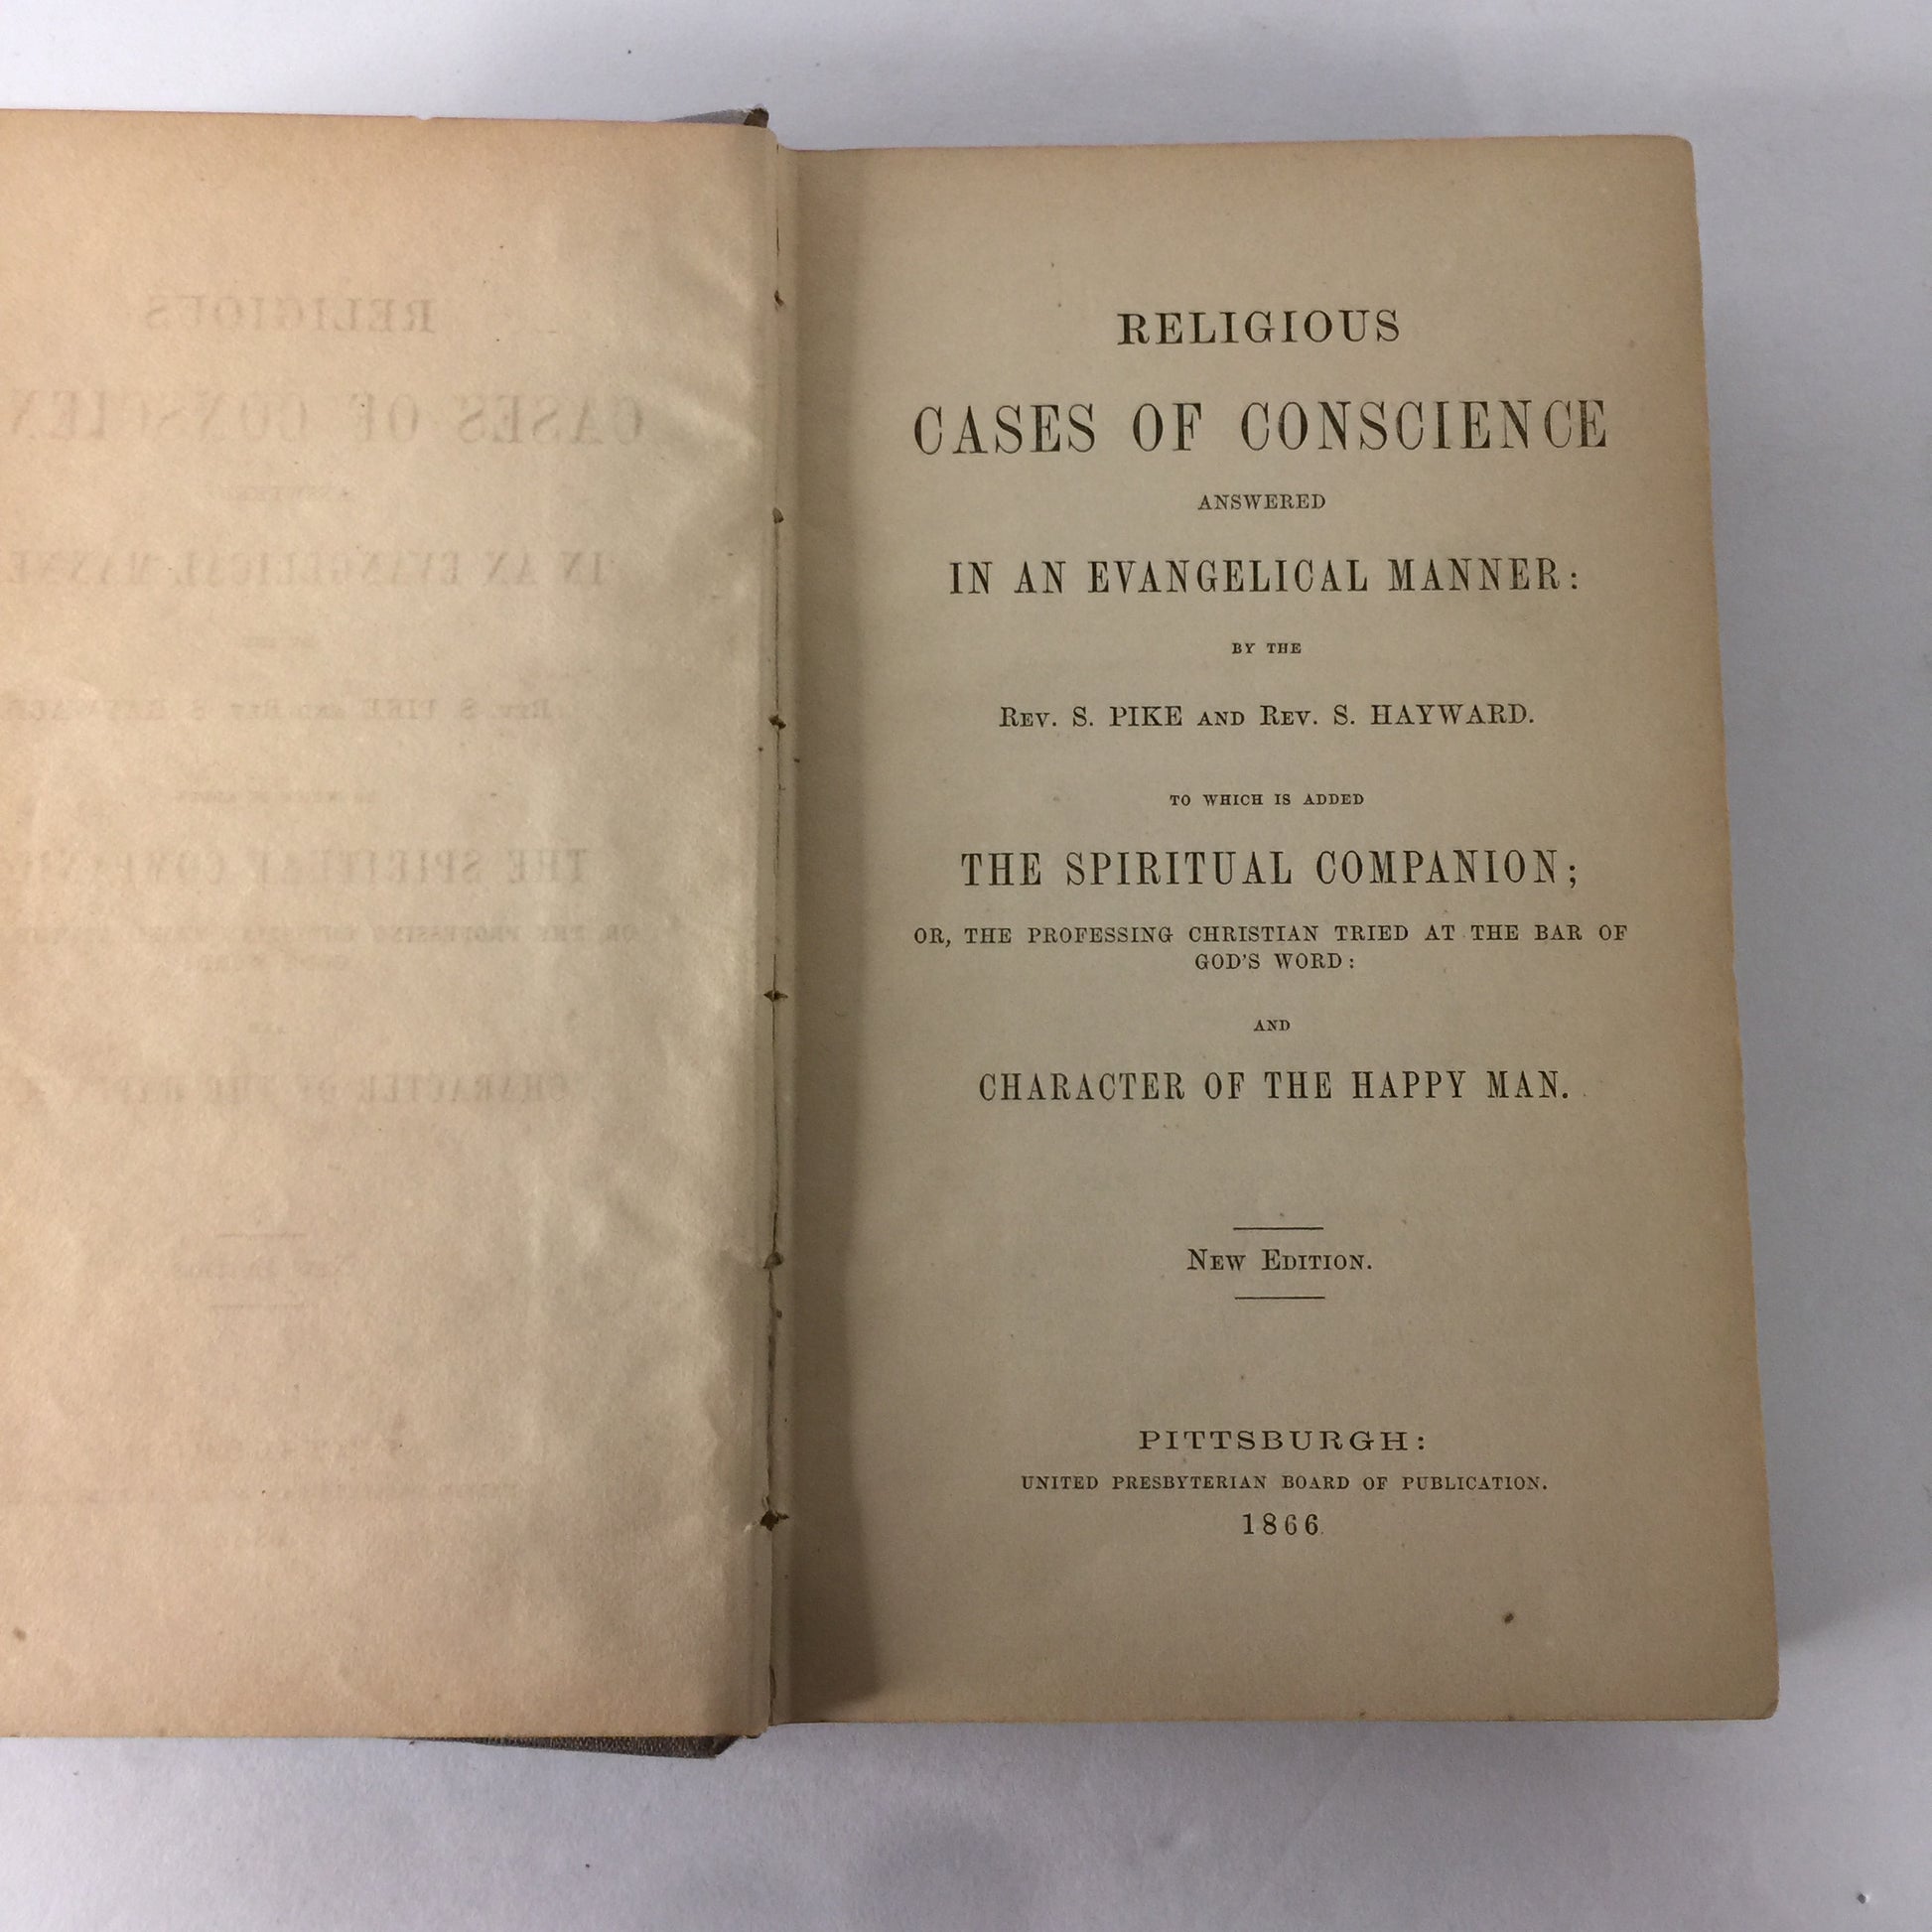 RELIGIOUS
CASES OF CONSCIENCE
ANSWERED
IN AN EVANGELICAL MANNER:
BY THE
REV. S. PIKE AND REV. S. HAYWARD.
TO WHICH IS ADDED
THE SPIRITUAL COMPANION;
OR, THE PROFESSING CHRISTIAN TRIED AT THE BAR OF
GOD'S WORD:
AND
CHARACTER OF THE HAPPY MAN.
NEW EDITION.
PITTSBURGH:
UNITED PRESBYTERIAN BOARD OF PUBLICATION.
1866.